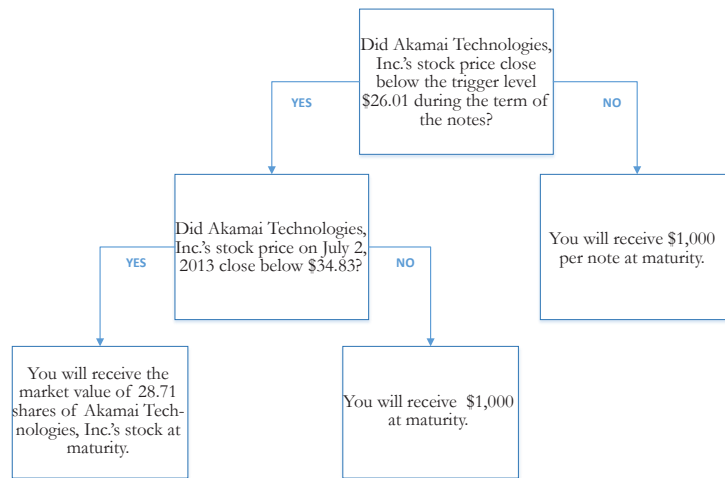 Did Akamai Technologies,
Inc.'s stock price close
below the trigger level
$26.01 during the term of
the notes?
YES
NO
Did Akamai Technologies,
Inc.'s stock price on July 2,
2013 close below $34.83?
You will receive $1,000
per note at maturity.
YES
NO
You will receive the
market value of 28.71
shares of Akamai Tech-
nologies, Inc.'s stock at
maturity.
You will receive $1,000
at maturity.